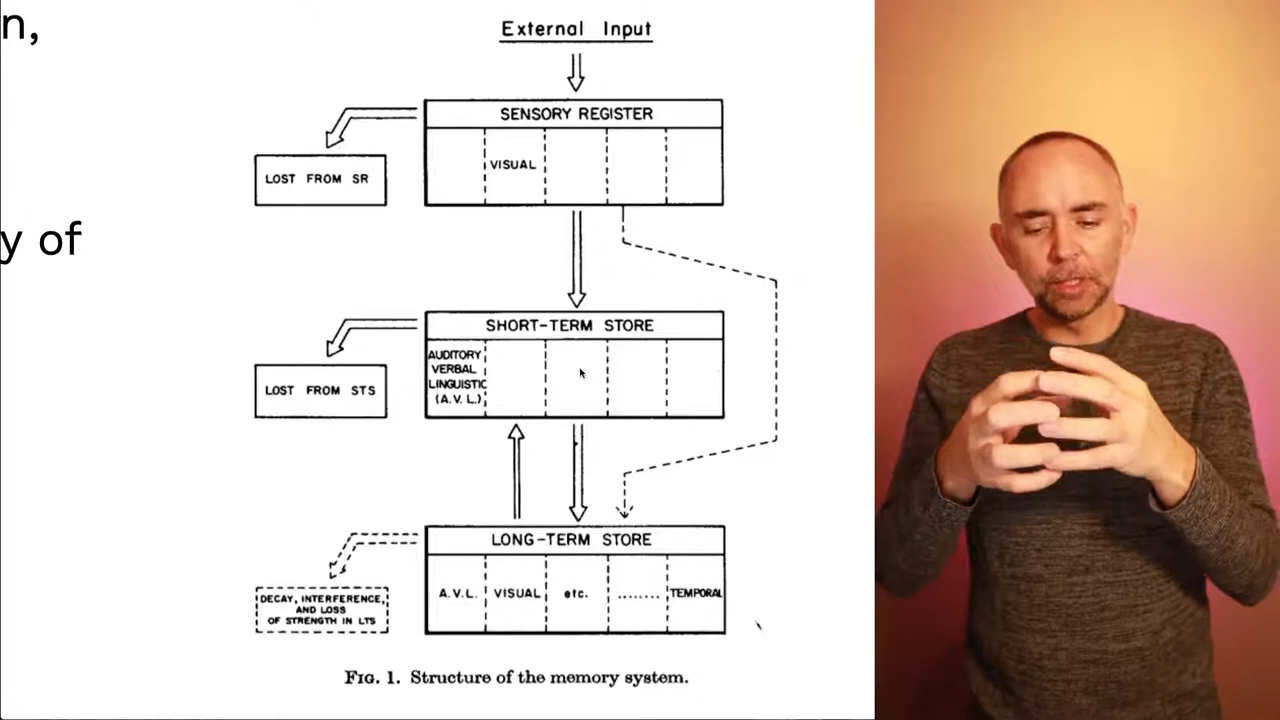 n,
y of
External Input
SENSORY REGISTER
VISUAL
LOST FROM SR
SHORT-TERM STORE
AUDITORY
VERBAL
LINGUISTIC
(A. V. L.)
LOST FROM STS
LONG-TERM STORE
A.V.L.
VISUAL
etc.
........
TEMPORAL
DECAY, INTERFERENCE,
AND LOSS
OF STRENGTH IN LTS
FIG. 1. Structure of the memory system.